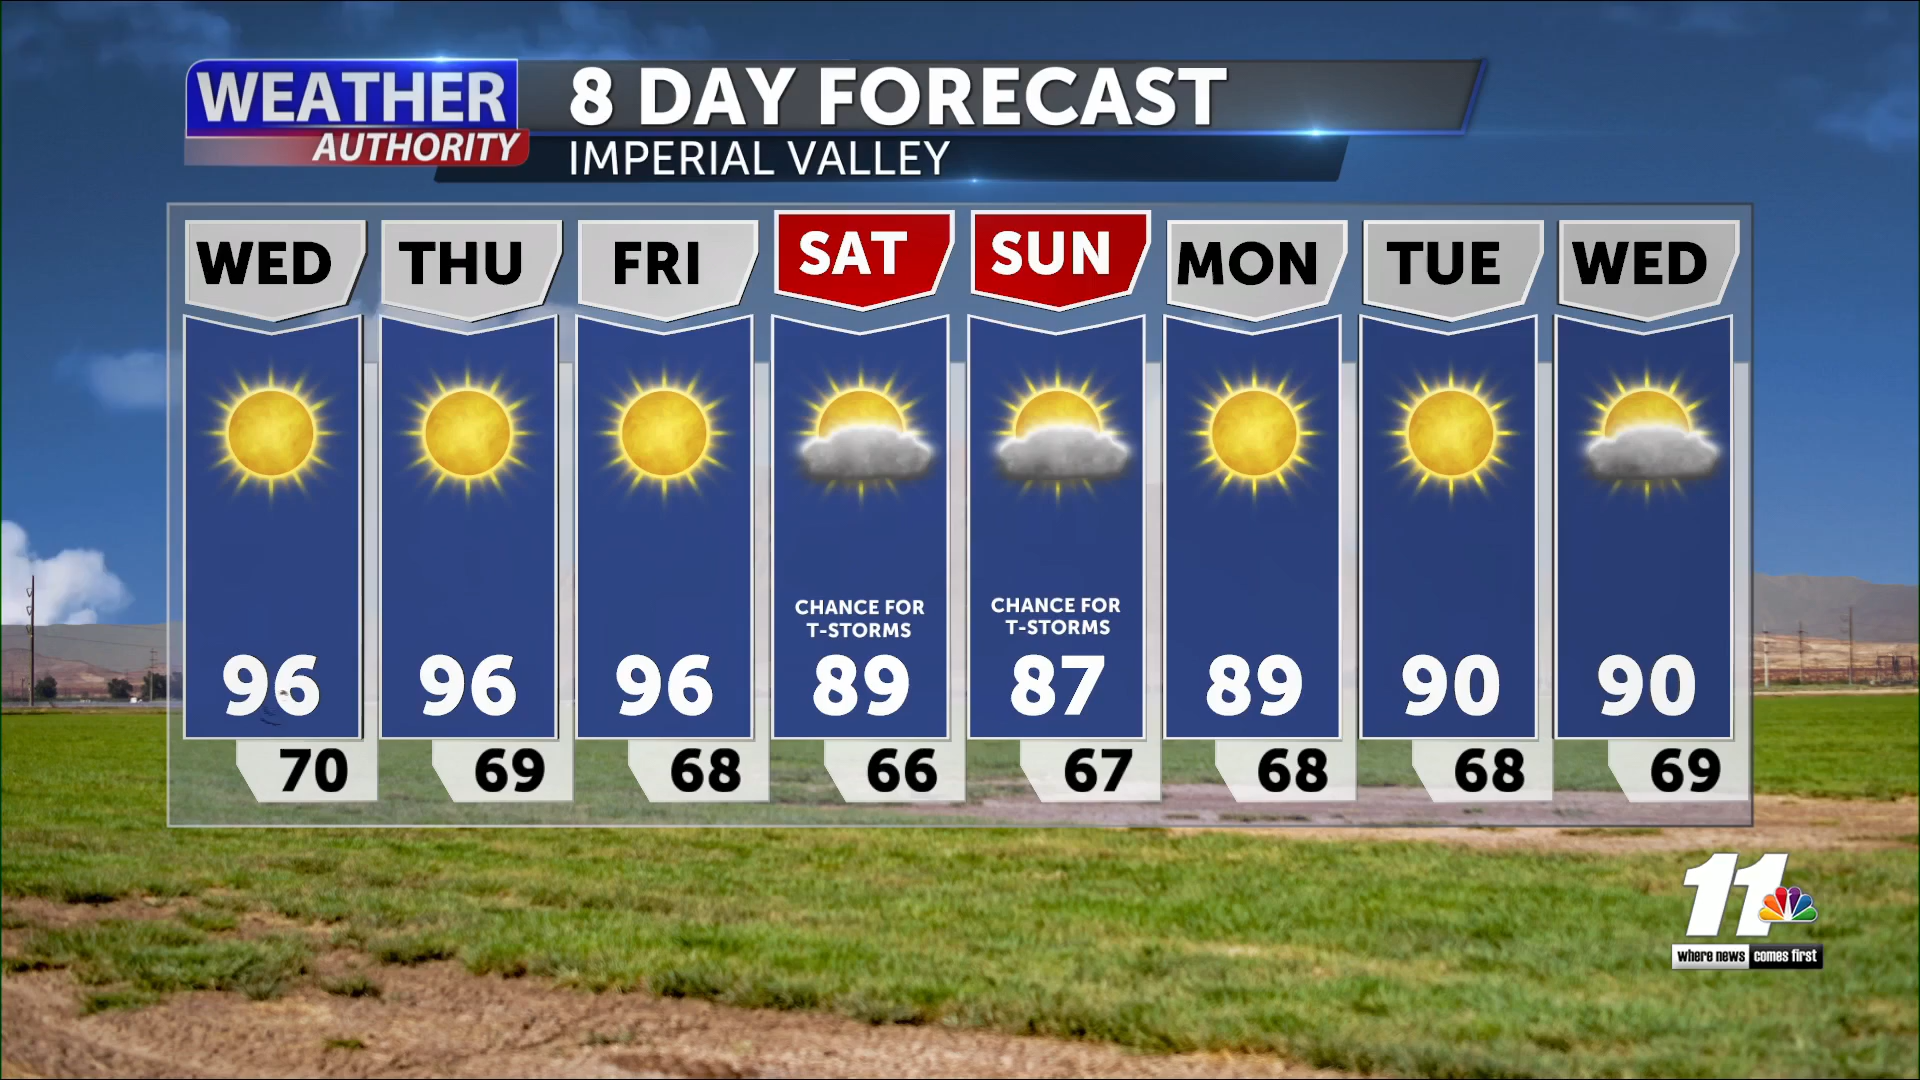 WEATHER
AUTHORITY
8 DAY FORECAST
IMPERIAL VALLEY
WED THU FRI SAT SUN MON TUE WED
CHANCE FOR
T-STORMS
CHANCE FOR
T-STORMS
96 96 96 89 87 89 90 90
70 69 68 66 67 68 68 69
11
where news comes first